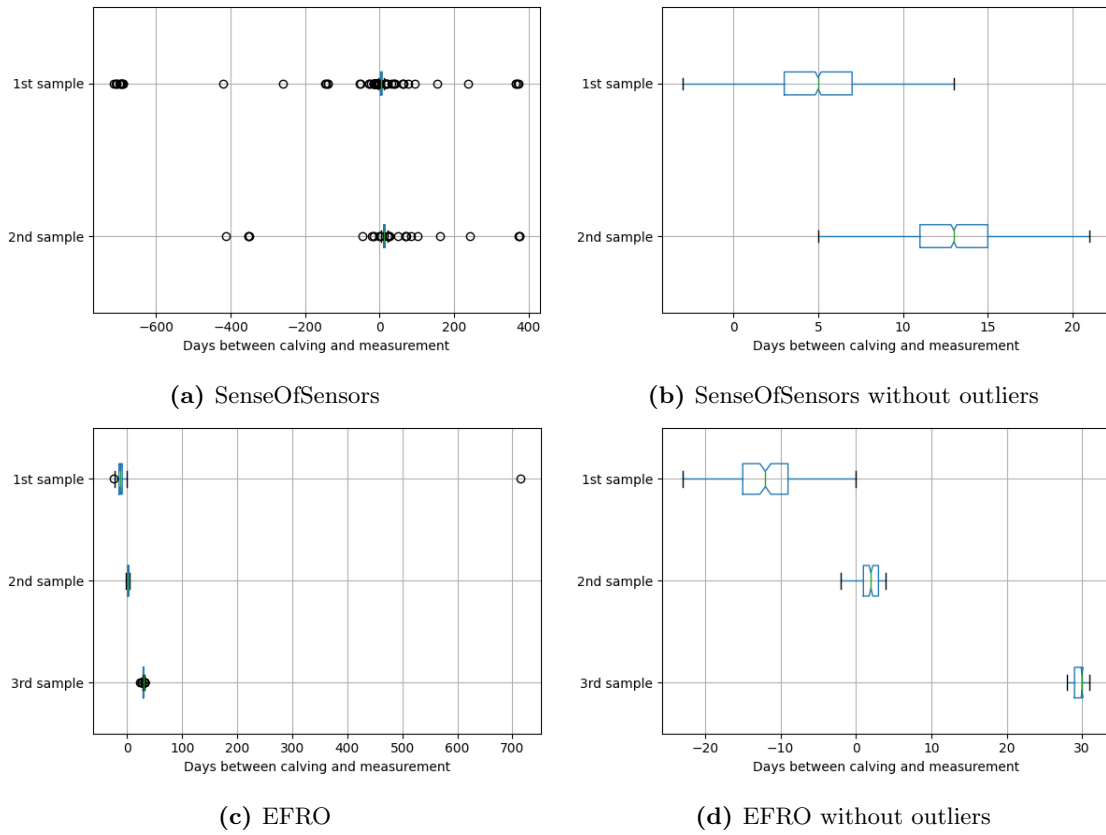 1st sample
2nd sample
−600 −400 −200 0 200 400
Days between calving and measurement
(a) SenseOfSensors
1st sample
2nd sample
0 5 10 15 20
Days between calving and measurement
(b) SenseOfSensors without outliers
1st sample
2nd sample
3rd sample
0 100 200 300 400 500 600 700
Days between calving and measurement
(c) EFRO
1st sample
2nd sample
3rd sample
−20 −10 0 10 20 30
Days between calving and measurement
(d) EFRO without outliers